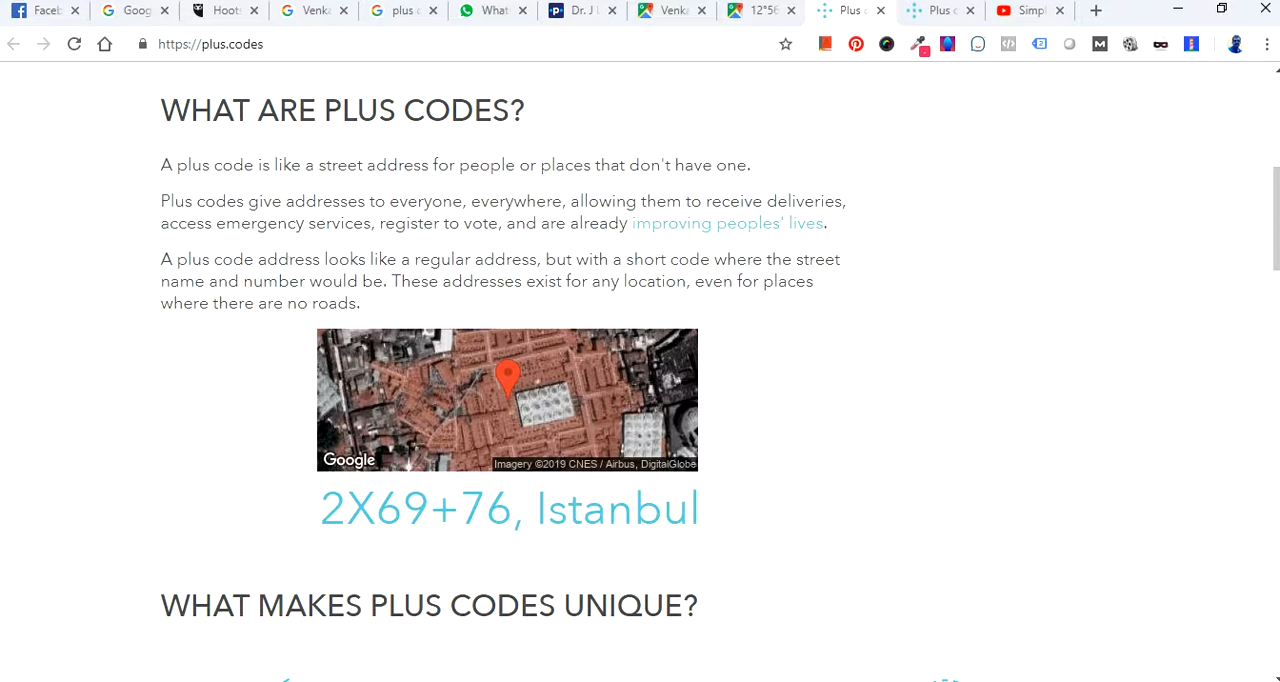 Faceb
Goog
Hoots
Venka
plus c
What
Dr. J L
Venka
12°56
Plus c
Plus c
Simpl
https://plus.codes
WHAT ARE PLUS CODES?
A plus code is like a street address for people or places that don't have one.
Plus codes give addresses to everyone, everywhere, allowing them to receive deliveries,
access emergency services, register to vote, and are already improving peoples' lives.
A plus code address looks like a regular address, but with a short code where the street
name and number would be. These addresses exist for any location, even for places
where there are no roads.
Google
Imagery ©2019 CNES / Airbus, DigitalGlobe
2X69+76, Istanbul
WHAT MAKES PLUS CODES UNIQUE?